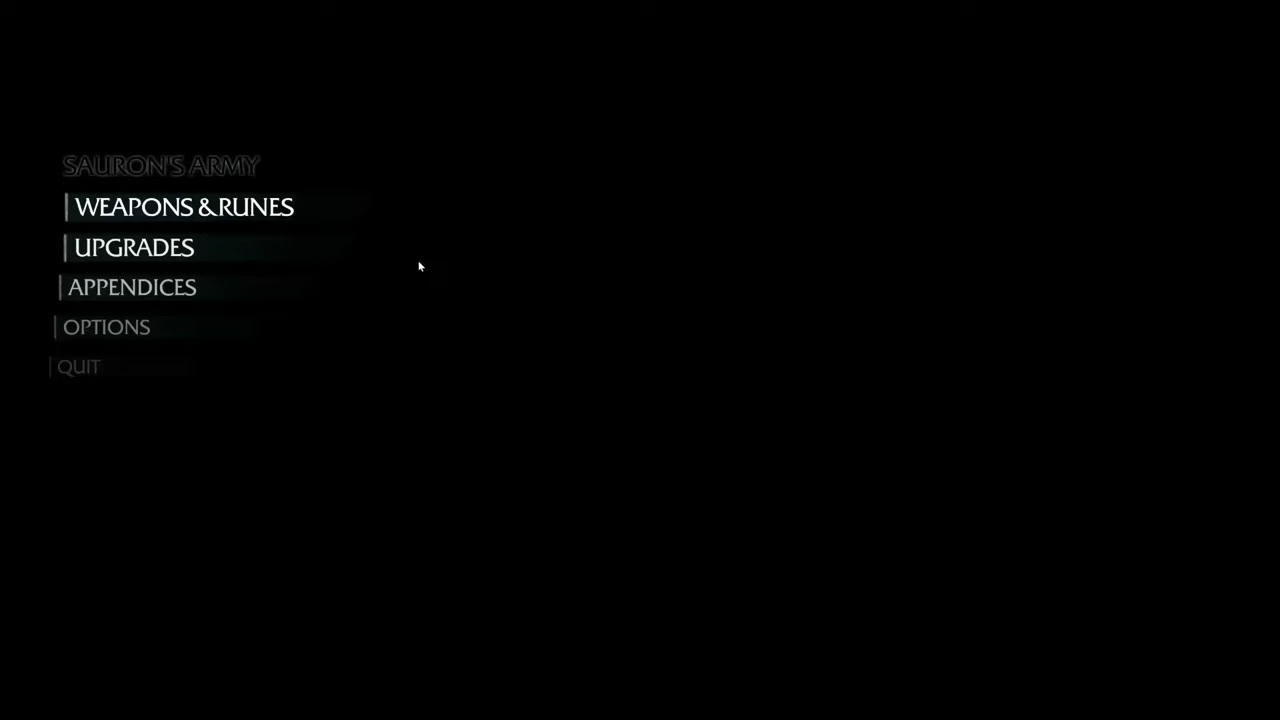 SAURON'S ARMY
WEAPONS & RUNES
UPGRADES
APPENDICES
OPTIONS
QUIT